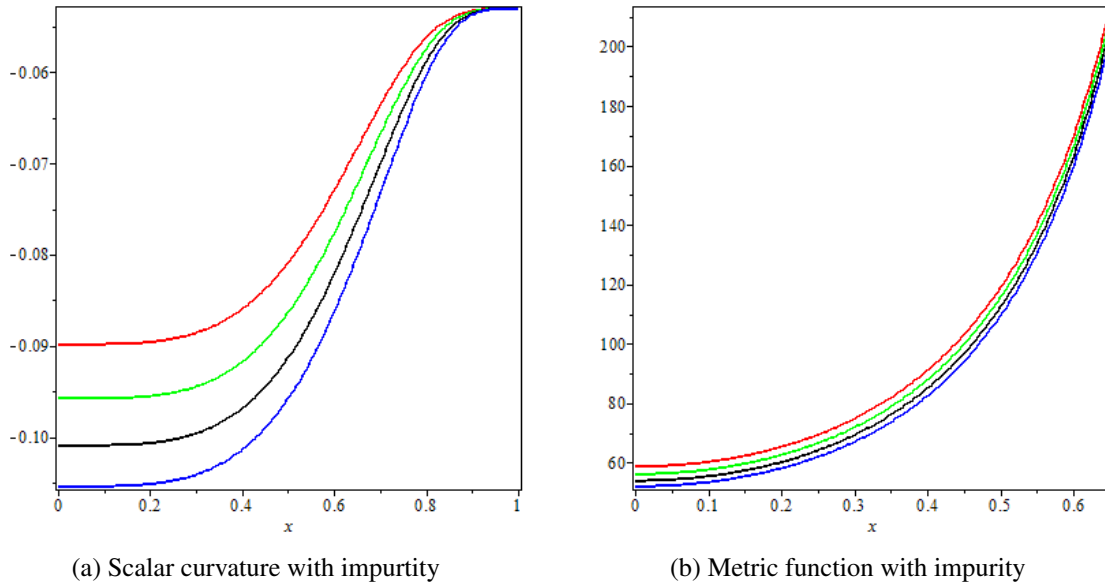 -0.06
-0.07
-0.08
-0.09
-0.10
0 0.2 0.4 0.6 0.8 1
x
(a) Scalar curvature with impurtity
200
180
160
140
120
100
80
60
0 0.1 0.2 0.3 0.4 0.5 0.6
x
(b) Metric function with impurity